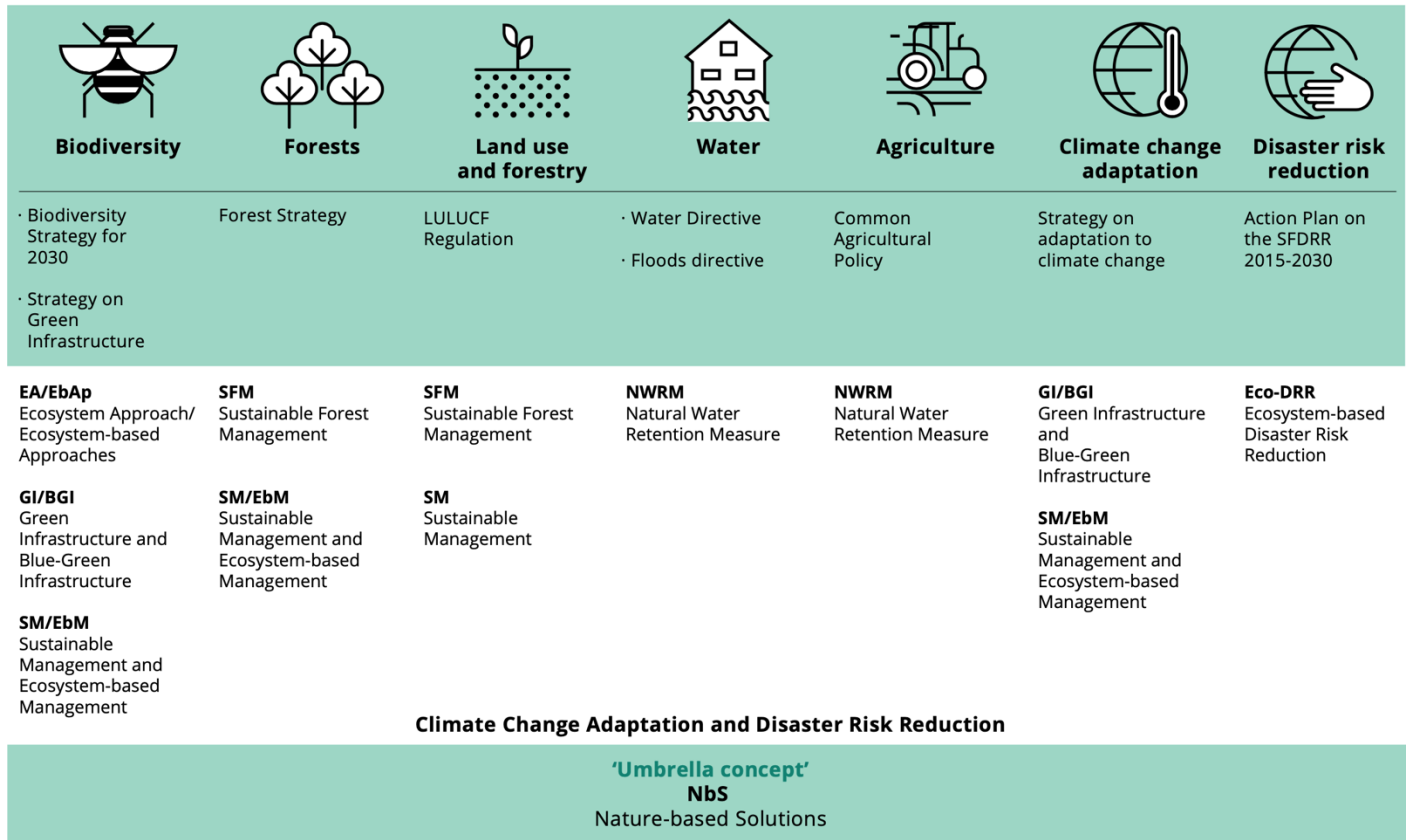 Biodiversity
Forests
Land use
and forestry
Water
Agriculture
Climate change
adaptation
Disaster risk
reduction
· Biodiversity
Strategy for
2030
· Strategy on
Green
Infrastructure
Forest Strategy
LULUCF
Regulation
· Water Directive
· Floods directive
Common
Agricultural
Policy
Strategy on
adaptation to
climate change
Action Plan on
the SFDRR
2015-2030
EA/EbAp
Ecosystem Approach/
Ecosystem-based
Approaches
GI/BGI
Green
Infrastructure and
Blue-Green
Infrastructure
SM/EbM
Sustainable
Management and
Ecosystem-based
Management
SFM
Sustainable Forest
Management
SM/EbM
Sustainable
Management and
Ecosystem-based
Management
SFM
Sustainable Forest
Management
SM
Sustainable
Management
NWRM
Natural Water
Retention Measure
NWRM
Natural Water
Retention Measure
GI/BGI
Green Infrastructure
and
Blue-Green
Infrastructure
SM/EbM
Sustainable
Management and
Ecosystem-based
Management
Eco-DRR
Ecosystem-based
Disaster Risk
Reduction
Climate Change Adaptation and Disaster Risk Reduction
‘Umbrella concept’
NbS
Nature-based Solutions